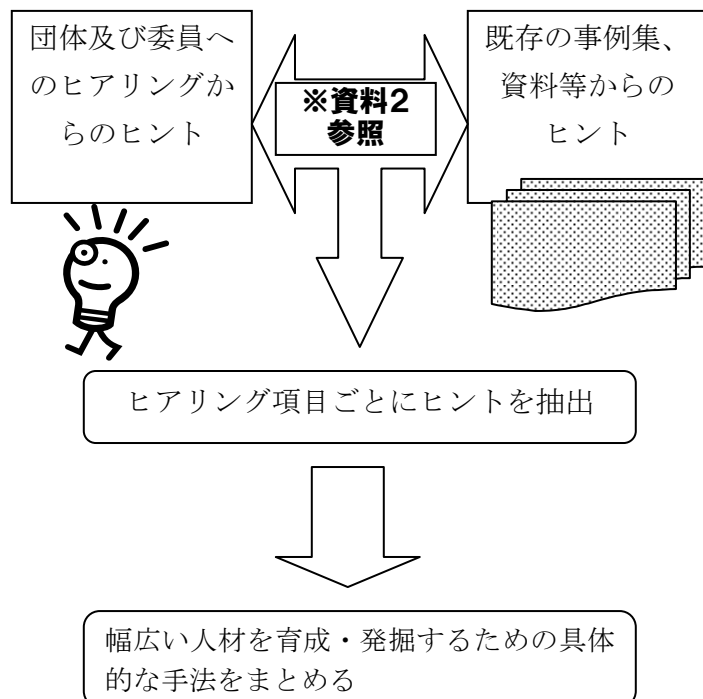 団体及び委員へ
のヒアリングか
らのヒント
※資料2
参照
既存の事例集、
資料等からの
ヒント
ヒアリング項目ごとにヒントを抽出
幅広い人材を育成・発掘するための具体
的な手法をまとめる